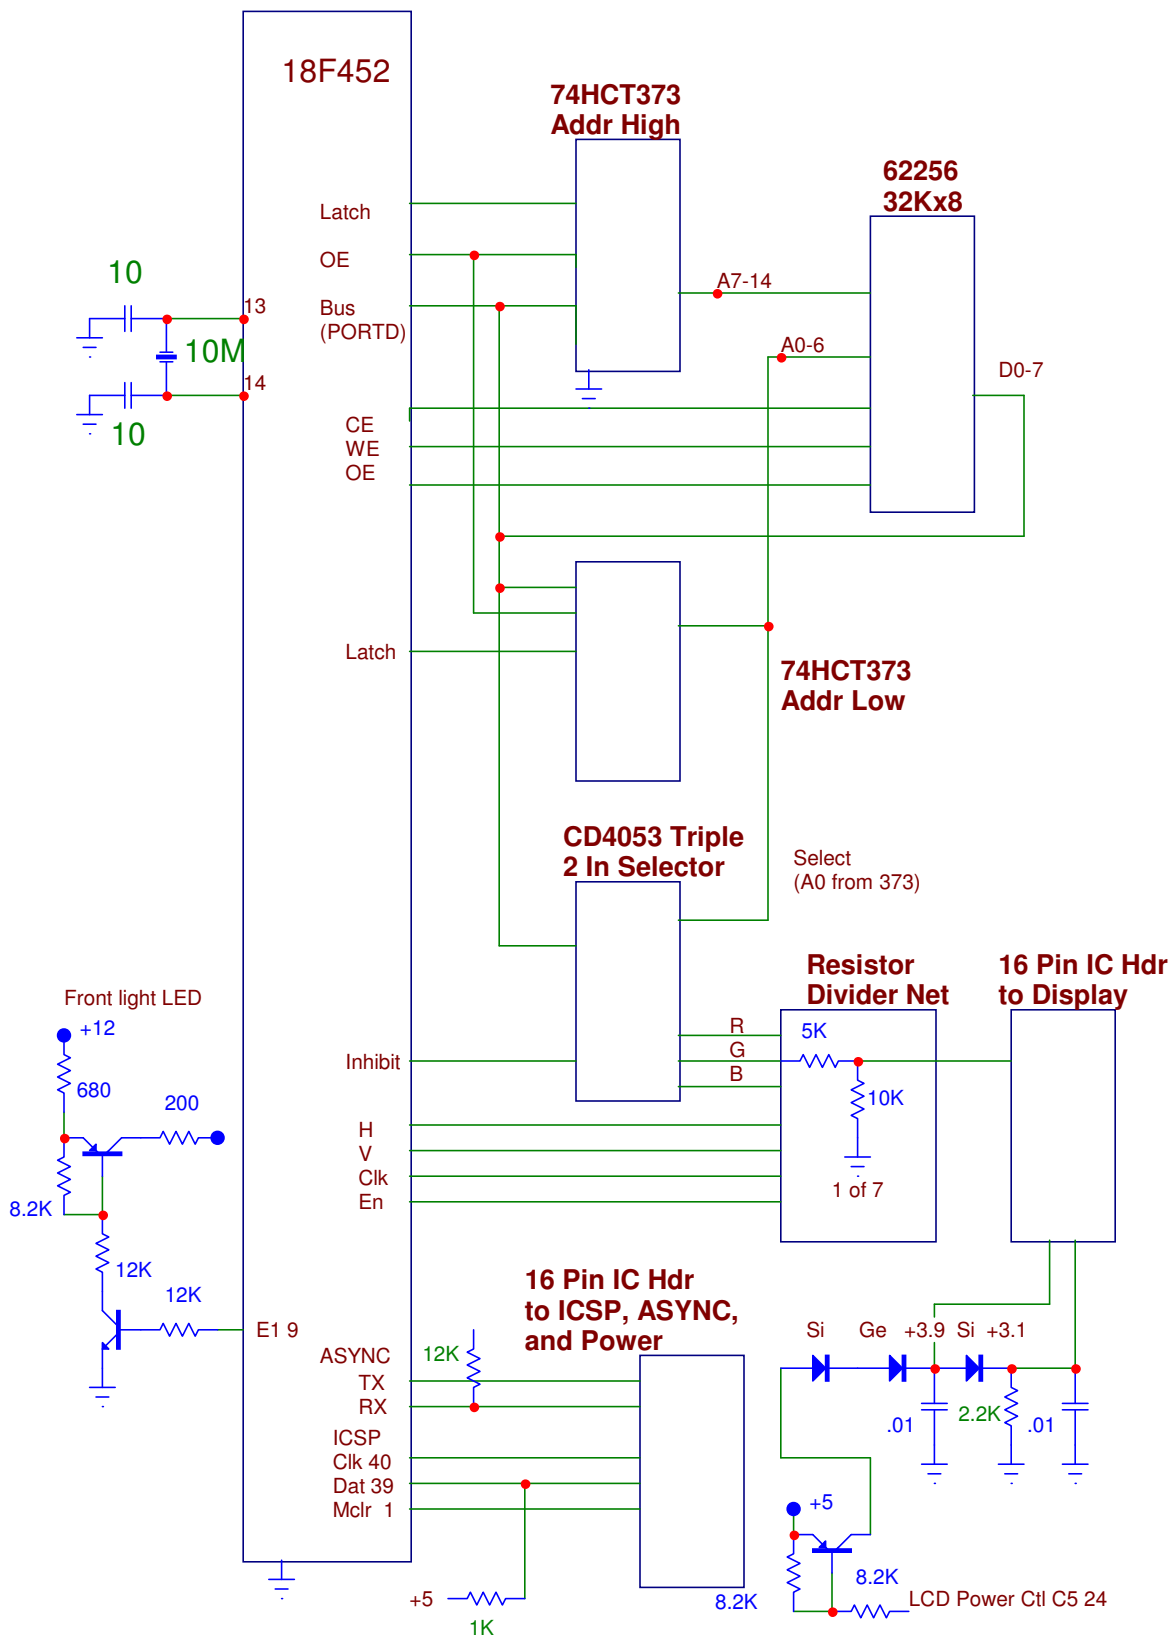 18F452
74HCT373
Addr High
62256
32Kx8
Latch
OE
Bus
(PORTD)
A7-14
A0-6
D0-7
10
13
10M
14
10
CE
WE
OE
Latch
74HCT373
Addr Low
CD4053 Triple
2 In Selector
Select
(A0 from 373)
Resistor
Divider Net
16 Pin IC Hdr
to Display
Front light LED
+12
680
200
8.2K
12K
12K
E1 9
Inhibit
R
G
B
5K
10K
1 of 7
H
V
Clk
En
16 Pin IC Hdr
to ICSP, ASYNC,
and Power
ASYNC
TX
RX
12K
ICSP
Clk 40
Dat 39
Mclr 1
+5
1K
Si
Ge
+3.9
Si
+3.1
.01
2.2K
.01
+5
8.2K
8.2K
LCD Power Ctl C5 24